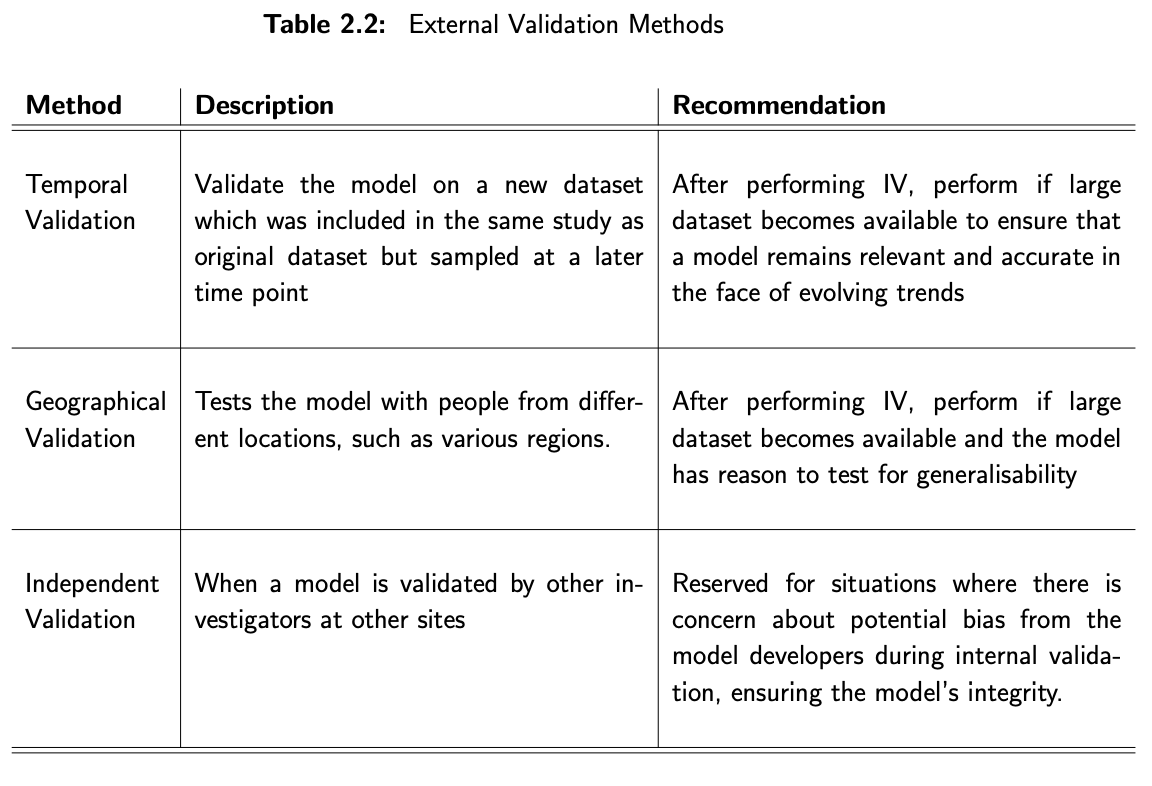 Table 2.2: External Validation Methods
Method Description Recommendation
Temporal
Validation
Validate the model on a new dataset
which was included in the same study as
original dataset but sampled at a later
time point
After performing IV, perform if large
dataset becomes available to ensure that
a model remains relevant and accurate in
the face of evolving trends
Geographical
Validation
Tests the model with people from differ-
ent locations, such as various regions.
After performing IV, perform if large
dataset becomes available and the model
has reason to test for generalisability
Independent
Validation
When a model is validated by other in-
vestigators at other sites
Reserved for situations where there is
concern about potential bias from the
model developers during internal valida-
tion, ensuring the model's integrity.